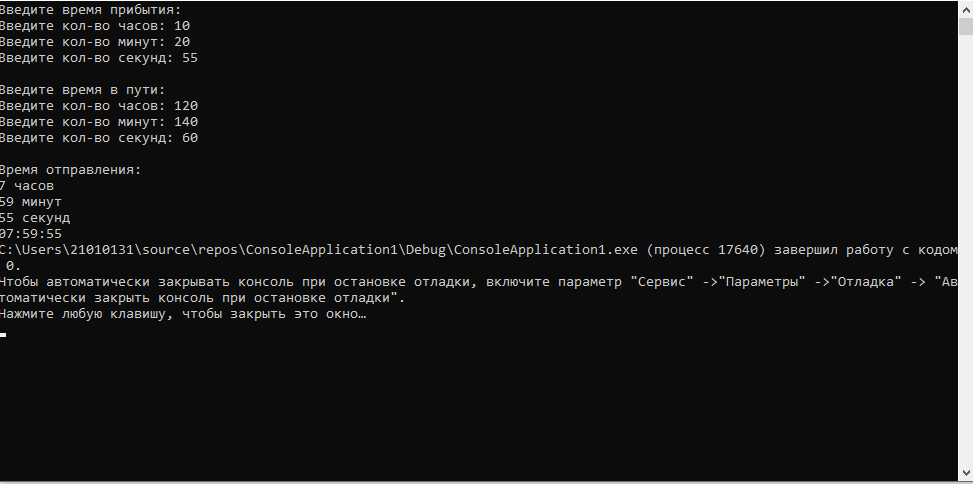 Введите время прибытия:
Введите кол-во часов: 10
Введите кол-во минут: 20
Введите кол-во секунд: 55
Введите время в пути:
Введите кол-во часов: 120
Введите кол-во минут: 140
Введите кол-во секунд: 60
Время отправления:
7 часов
59 минут
55 секунд
07:59:55
C:\Users\21010131\source\repos\ConsoleApplication1\Debug\ConsoleApplication1.exe (процесс 17640) завершил работу с кодом
0.
Чтобы автоматически закрывать консоль при остановке отладки, включите параметр "Сервис" ->"Параметры" ->"Отладка" -> "Ав
томатически закрыть консоль при остановке отладки".
Нажмите любую клавишу, чтобы закрыть это окно…